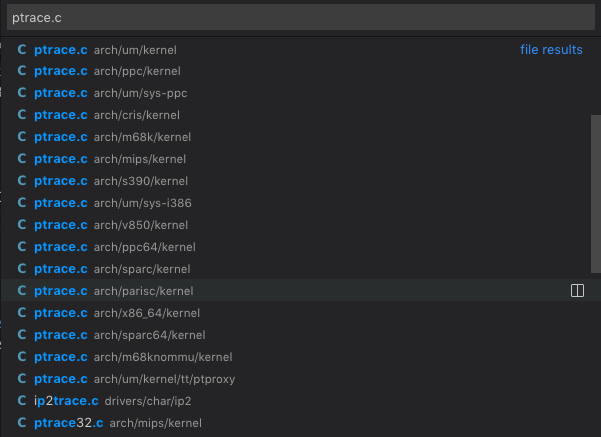 ptrace.c
C ptrace.c arch/um/kernel file results
C ptrace.c arch/ppc/kernel
C ptrace.c arch/um/sys-ppc
C ptrace.c arch/cris/kernel
C ptrace.c arch/m68k/kernel
C ptrace.c arch/mips/kernel
C ptrace.c arch/s390/kernel
C ptrace.c arch/um/sys-i386
C ptrace.c arch/v850/kernel
C ptrace.c arch/ppc64/kernel
C ptrace.c arch/sparc/kernel
C ptrace.c arch/parisc/kernel
C ptrace.c arch/x86_64/kernel
C ptrace.c arch/sparc64/kernel
C ptrace.c arch/m68knommu/kernel
C ptrace.c arch/um/kernel/tt/ptproxy
C ip2trace.c drivers/char/ip2
C ptrace32.c arch/mips/kernel